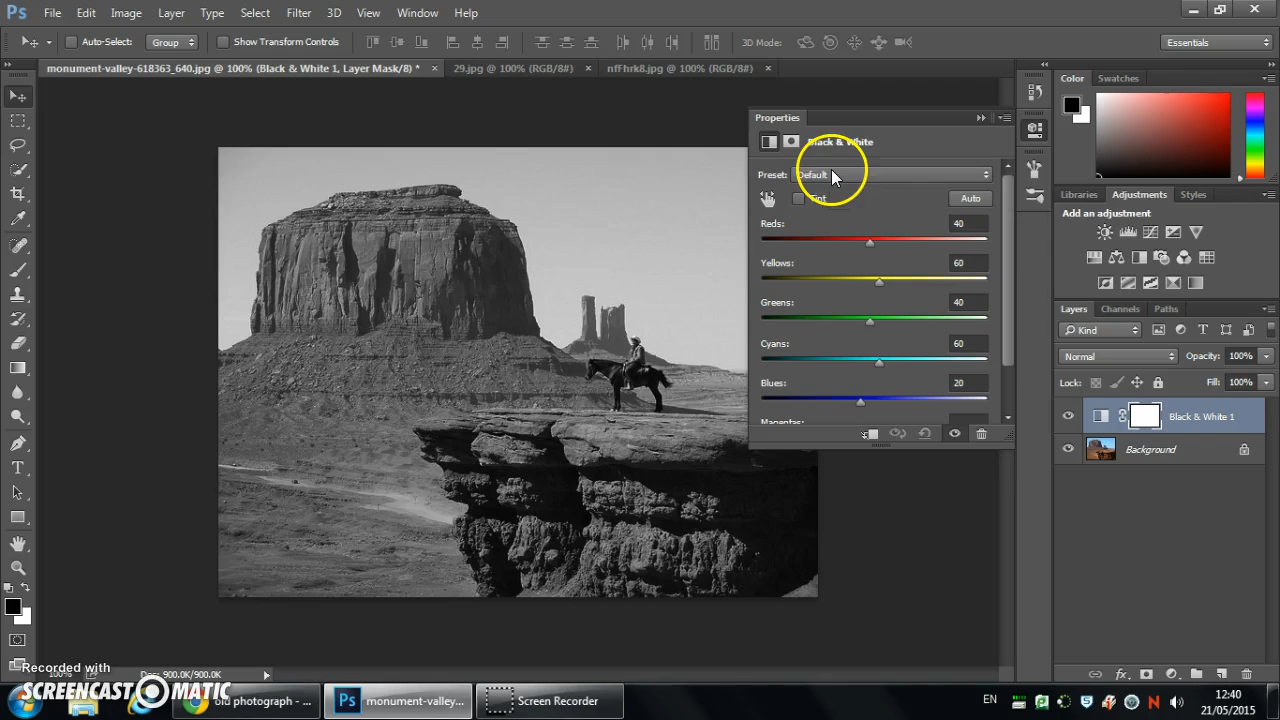 Ps File Edit Image Layer Type Select Filter 3D View Window Help
Auto-Select: Group Show Transform Controls 3D Mode: Essentials
monument-valley-618363_640.jpg @ 100% (Black & White 1, Layer Mask/8) * × 29.jpg @ 100% (RGB/8#) × nfFhrk8.jpg @ 100% (RGB/8#) ×
Color Swatches
Properties
Black & White
Preset: Default
Tint Auto
Reds: 40
Yellows: 60
Greens: 40
Cyans: 60
Blues: 20
Magentas:
Libraries Adjustments Styles
Add an adjustment
Layers Channels Paths
Kind
Normal Opacity: 100%
Lock: Fill: 100%
Black & White 1
Background
T
100% Doc: 900.0K/900.0K
Recorded with
SCREENCAST MATIC
old photograph - ...
Ps monument-valley...
Screen Recorder
EN
12:40
21/05/2015